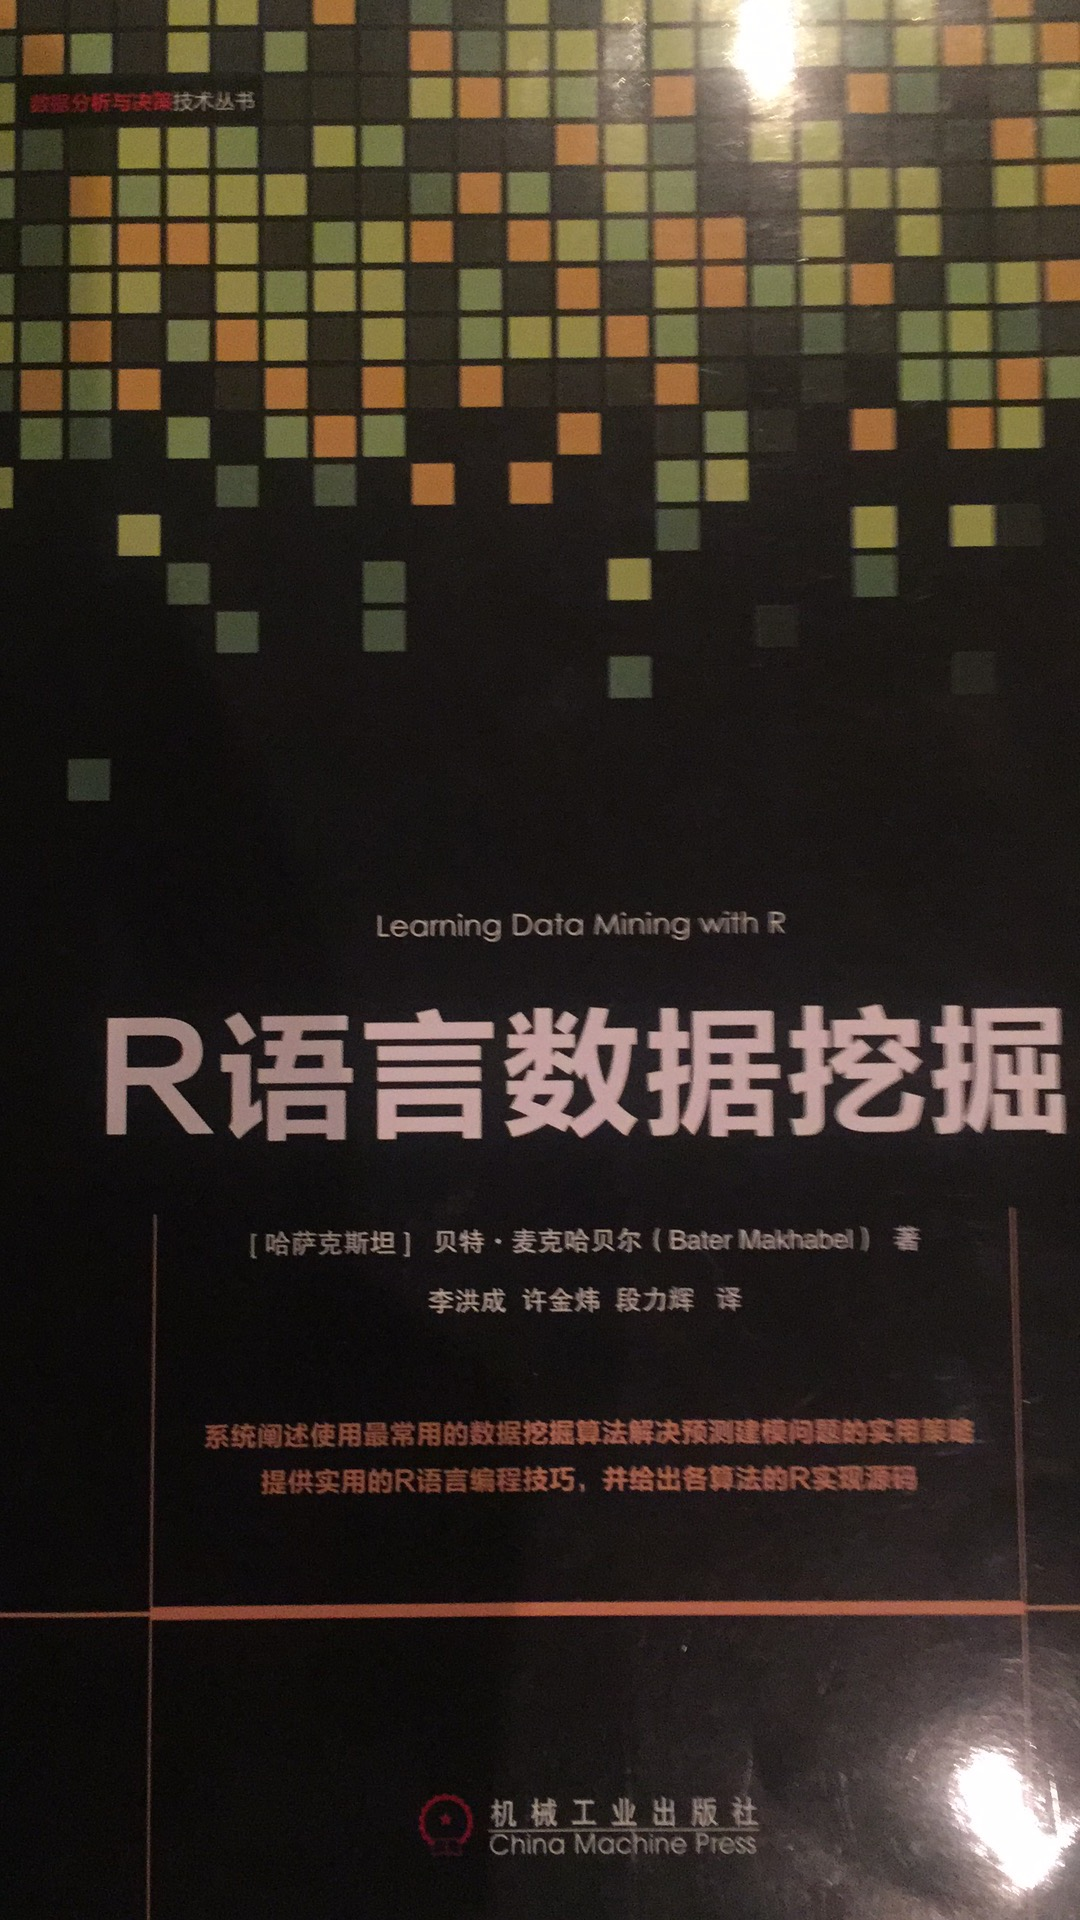 数据分析与决策技术丛书
Learning Data Mining with R
R语言数据挖掘
[哈萨克斯坦] 贝特·麦克哈贝尔(Bater Makhabel) 著
李洪成 许金炜 段力辉 译
系统阐述使用最常用的数据挖掘算法解决预测建模问题的实用策略
提供实用的R语言编程技巧，并给出各算法的R实现源码
机械工业出版社
China Machine Press